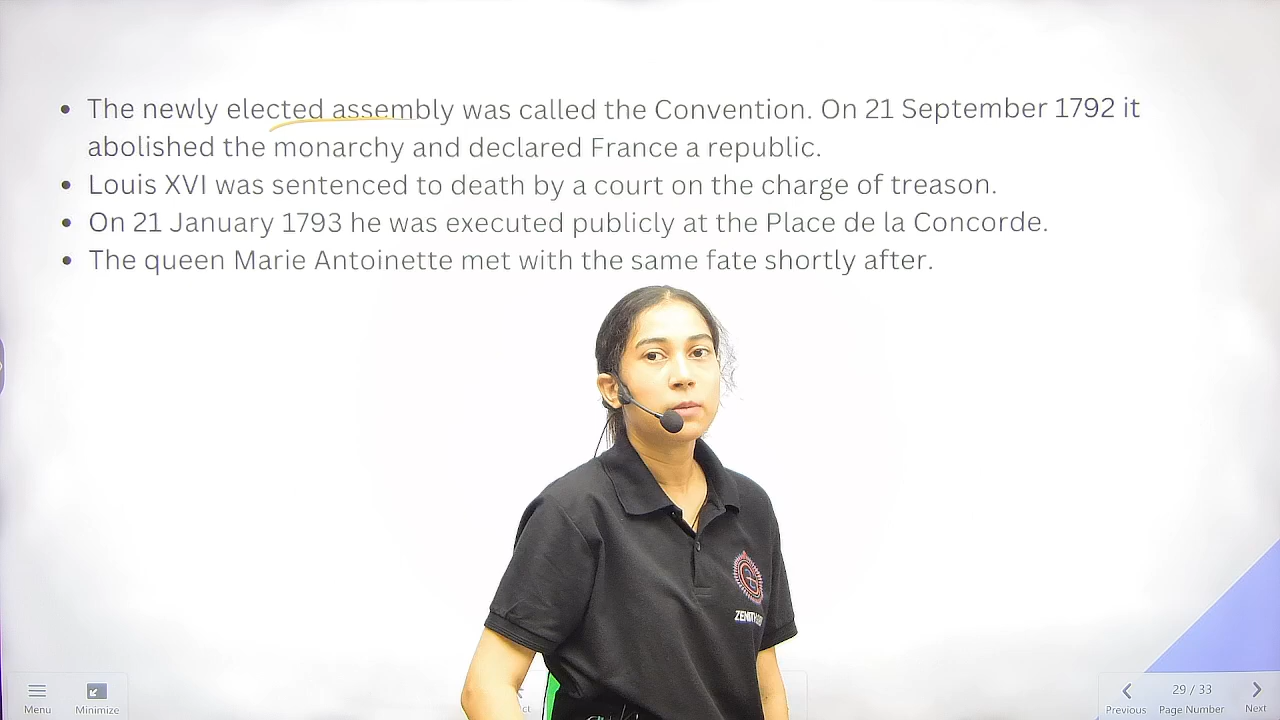 • The newly elected assembly was called the Convention. On 21 September 1792 it
abolished the monarchy and declared France a republic.
• Louis XVI was sentenced to death by a court on the charge of treason.
• On 21 January 1793 he was executed publicly at the Place de la Concorde.
• The queen Marie Antoinette met with the same fate shortly after.
Menu
Minimize
Previous
29 / 33
Page Number
Next